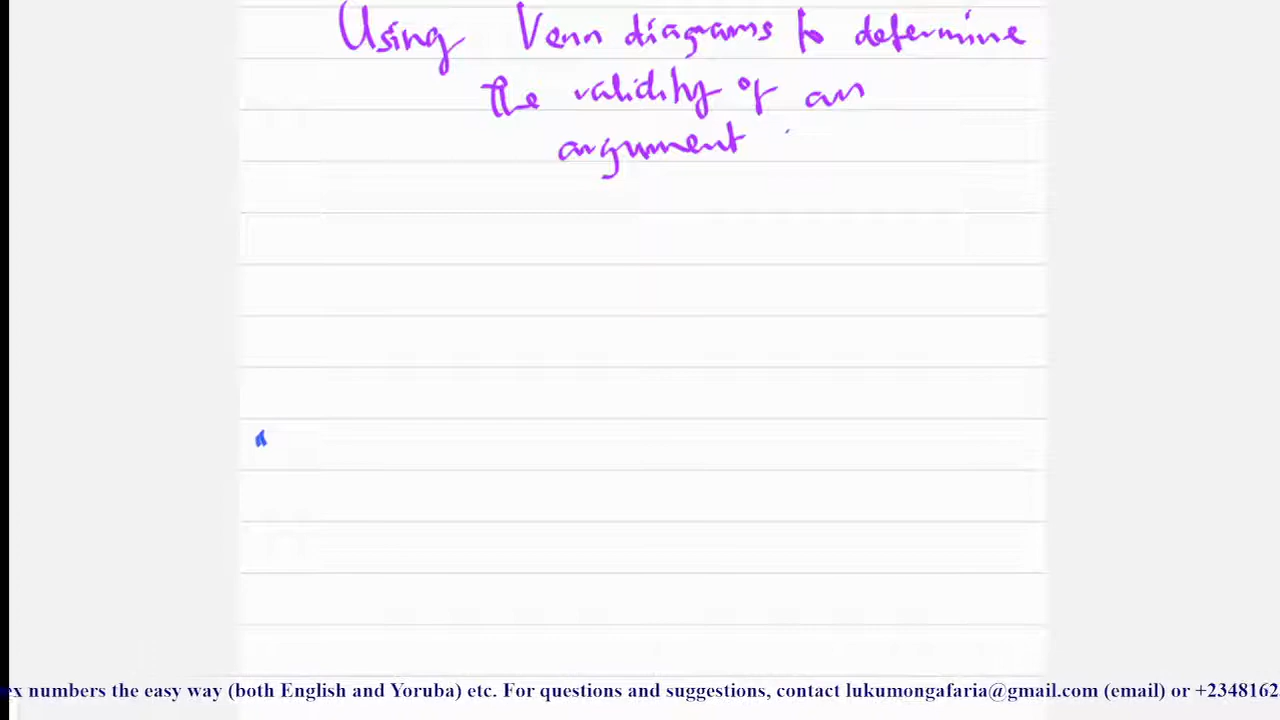 Using Venn diagrams to determine
the validity of an
argument
ex numbers the easy way (both English and Yoruba) etc. For questions and suggestions, contact lukumongafaria@gmail.com (email) or +2348162